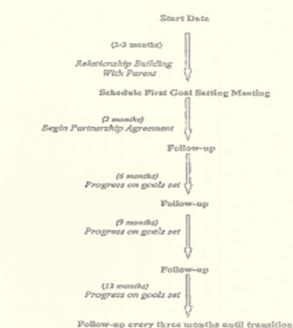 Start Date
(2-3 months)
Relationship Building
With Parent
Schedule First Goal Setting Meeting
(3 months)
Begin Partnership Agreement
Follow-up
(6 months)
Progress on goals set
Follow-up
(9 months)
Progress on goals set
Follow-up
(12 months)
Progress on goals set
Follow-up every three months until transition